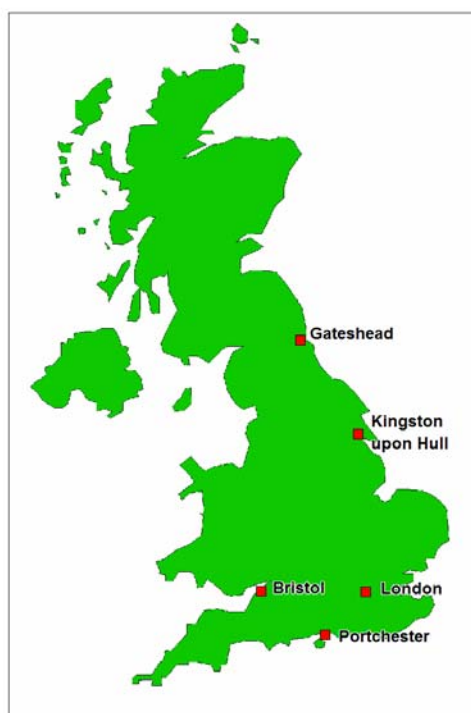 Gateshead
Kingston
upon Hull
Bristol
London
Portchester